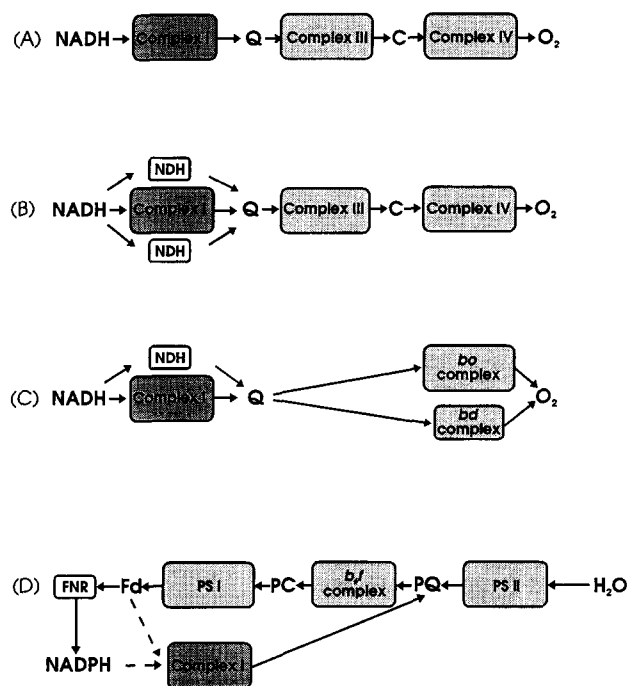 (A) NADH Complex I Q Complex III C Complex IV O₂
NDH
(B) NADH Complex I Q Complex III C Complex IV O₂
NDH
NDH
bo complex
(C) NADH Complex I Q O₂
bd complex
(D) FNR Fd PS I PC b₆f complex PQ PS II H₂O
NADPH Complex I